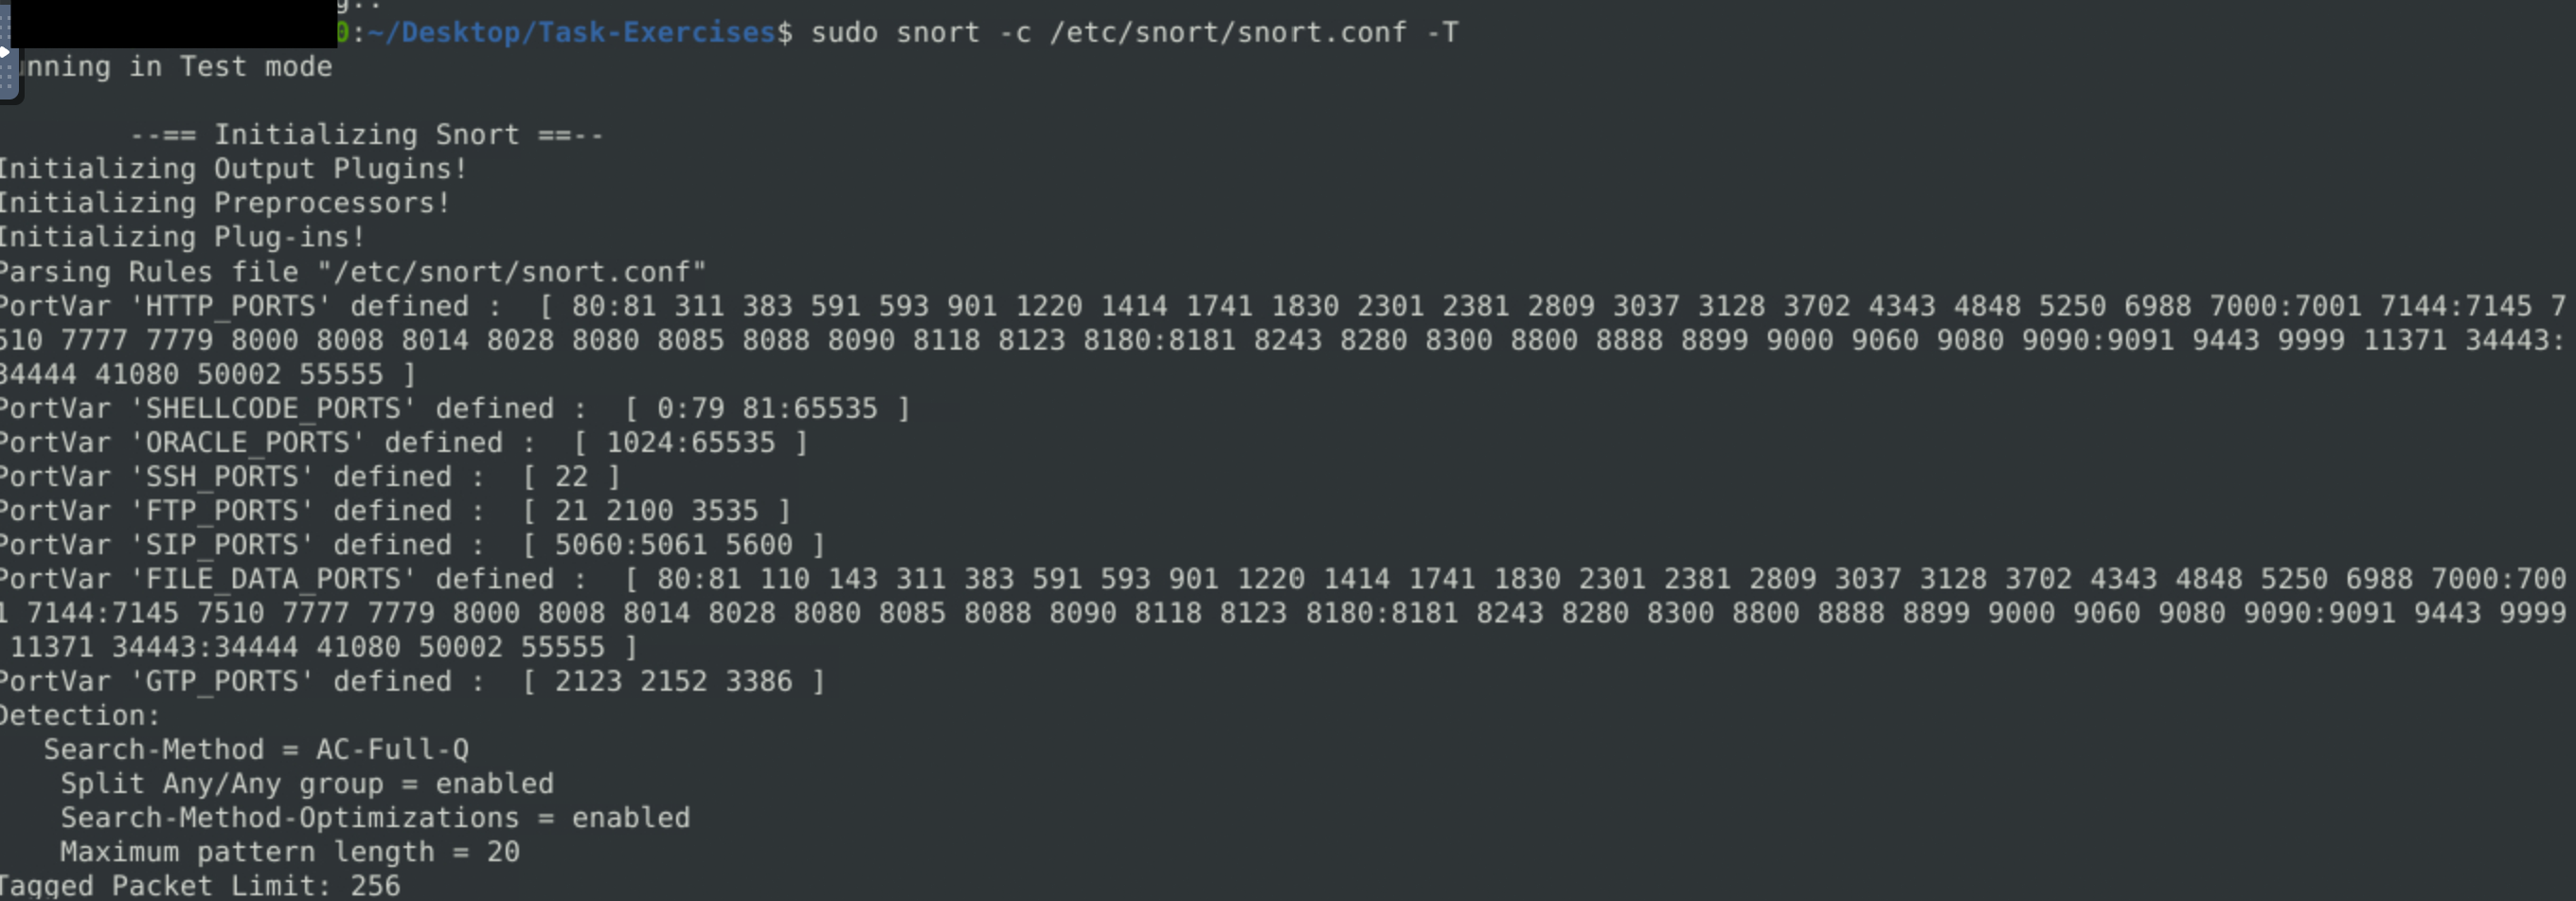 g..
0:~/Desktop/Task-Exercises$ sudo snort -c /etc/snort/snort.conf -T
unning in Test mode
--== Initializing Snort ==--
Initializing Output Plugins!
Initializing Preprocessors!
Initializing Plug-ins!
Parsing Rules file "/etc/snort/snort.conf"
PortVar 'HTTP_PORTS' defined :  [ 80:81 311 383 591 593 901 1220 1414 1741 1830 2301 2381 2809 3037 3128 3702 4343 4848 5250 6988 7000:7001 7144:7145 7
510 7777 7779 8000 8008 8014 8028 8080 8085 8088 8090 8118 8123 8180:8181 8243 8280 8300 8800 8888 8899 9000 9060 9080 9090:9091 9443 9999 11371 34443:
34444 41080 50002 55555 ]
PortVar 'SHELLCODE_PORTS' defined :  [ 0:79 81:65535 ]
PortVar 'ORACLE_PORTS' defined :  [ 1024:65535 ]
PortVar 'SSH_PORTS' defined :  [ 22 ]
PortVar 'FTP_PORTS' defined :  [ 21 2100 3535 ]
PortVar 'SIP_PORTS' defined :  [ 5060:5061 5600 ]
PortVar 'FILE_DATA_PORTS' defined :  [ 80:81 110 143 311 383 591 593 901 1220 1414 1741 1830 2301 2381 2809 3037 3128 3702 4343 4848 5250 6988 7000:700
1 7144:7145 7510 7777 7779 8000 8008 8014 8028 8080 8085 8088 8090 8118 8123 8180:8181 8243 8280 8300 8800 8888 8899 9000 9060 9080 9090:9091 9443 9999
11371 34443:34444 41080 50002 55555 ]
PortVar 'GTP_PORTS' defined :  [ 2123 2152 3386 ]
Detection:
Search-Method = AC-Full-Q
Split Any/Any group = enabled
Search-Method-Optimizations = enabled
Maximum pattern length = 20
Tagged Packet Limit: 256